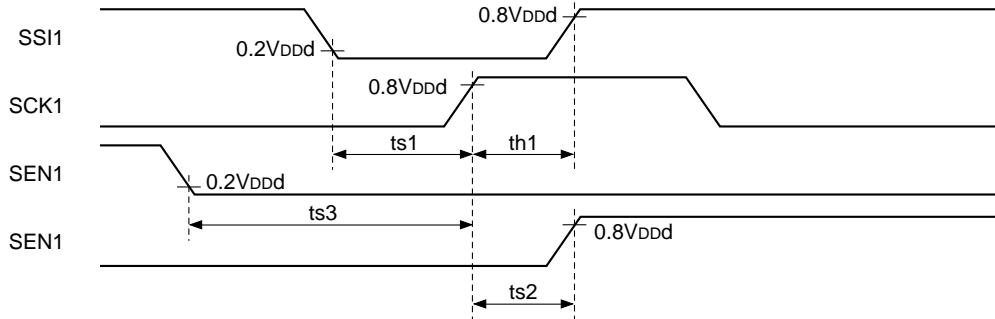 SSI1
0.2VDDd
0.8VDDd
SCK1
0.8VDDd
ts1
th1
SEN1
0.2VDDd
ts3
SEN1
0.8VDDd
ts2